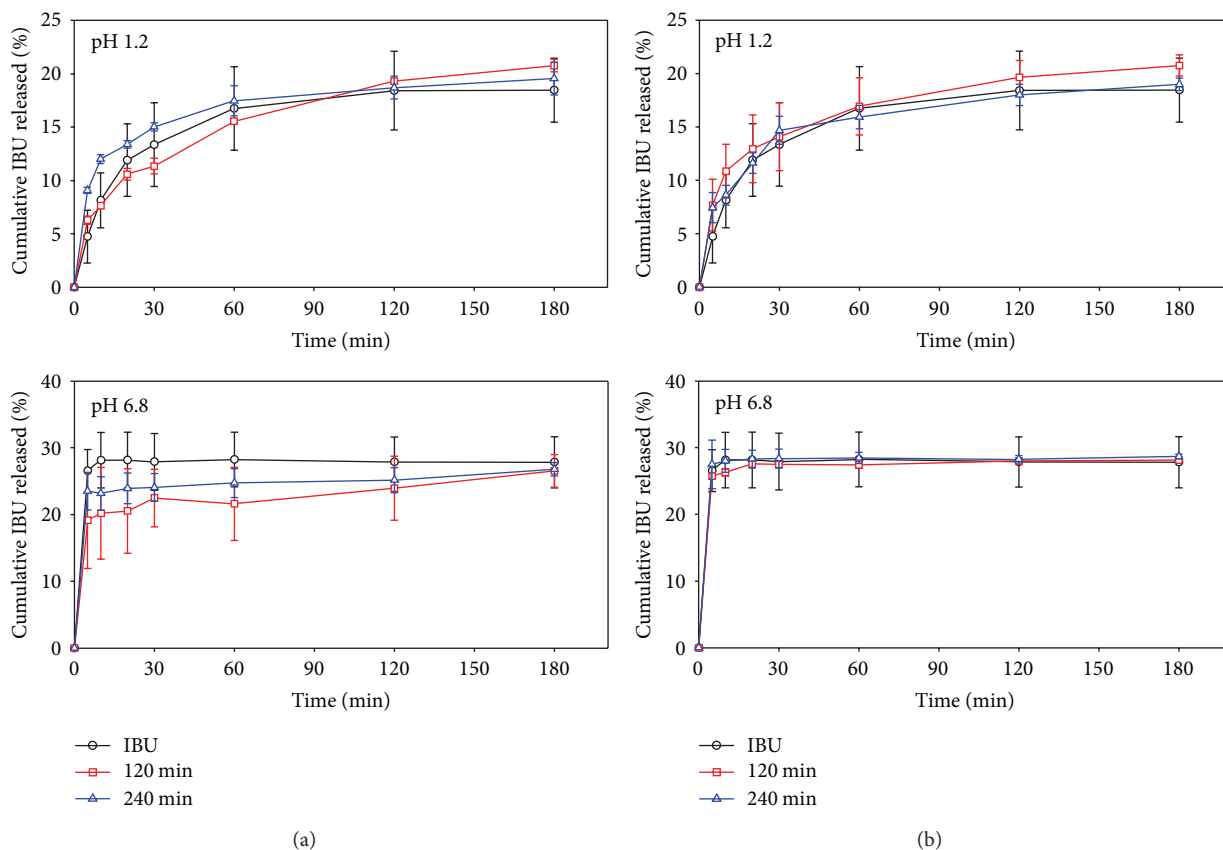 25
20
15
10
5
0
Cumulative IBU released (%)
pH 1.2
0 30 60 90 120 150 180
Time (min)
25
20
15
10
5
0
Cumulative IBU released (%)
pH 1.2
0 30 60 90 120 150 180
Time (min)
40
30
20
10
0
Cumulative IBU released (%)
pH 6.8
0 30 60 90 120 150 180
Time (min)
40
30
20
10
0
Cumulative IBU released (%)
pH 6.8
0 30 60 90 120 150 180
Time (min)
IBU
120 min
240 min
(a)
IBU
120 min
240 min
(b)